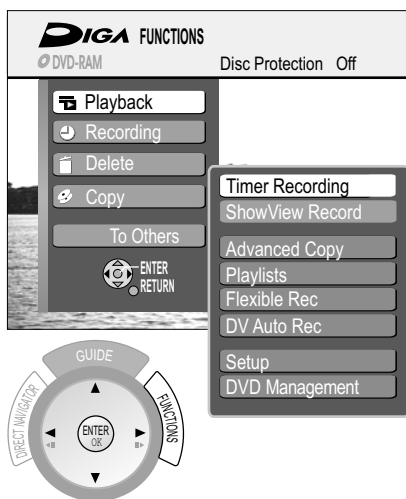 DIGA FUNCTIONS
DVD-RAM Disc Protection Off
Playback
Recording
Delete
Copy
To Others
ENTER
RETURN
Timer Recording
ShowView Record
Advanced Copy
Playlists
Flexible Rec
DV Auto Rec
Setup
DVD Management
GUIDE
DIRECT NAVIGATOR
FUNCTIONS
ENTER
OK